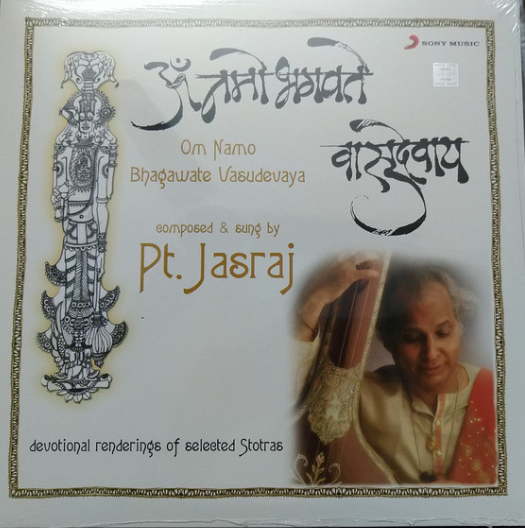 SONY MUSIC
ॐ नमो भगवते
वासुदेवाय
Om Namo
Bhagawate Vasudevaya
composed & sung by
Pt. Jasraj
devotional renderings of selected Stotras